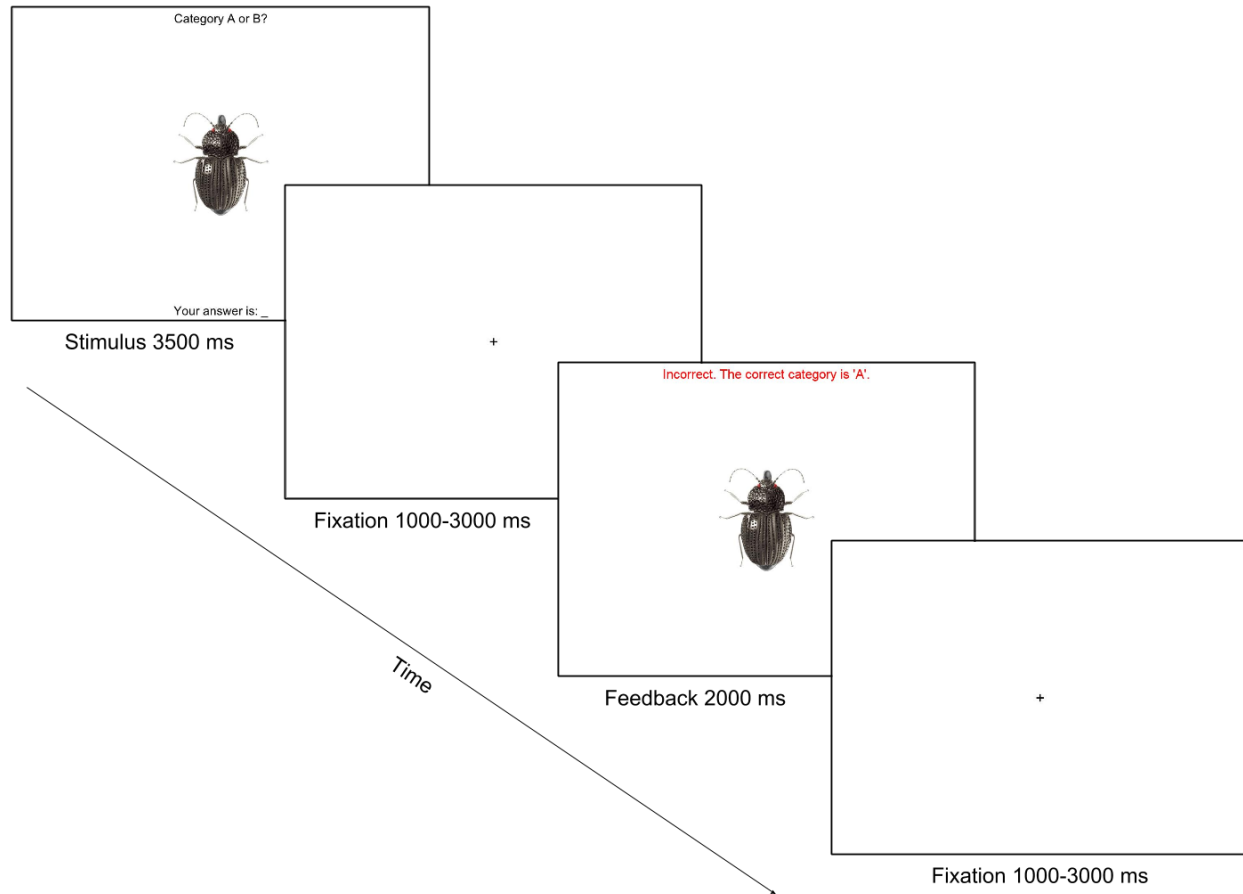 Category A or B?
Your answer is: _
Stimulus 3500 ms
+
Fixation 1000-3000 ms
Incorrect. The correct category is 'A'.
Feedback 2000 ms
+
Fixation 1000-3000 ms
Time